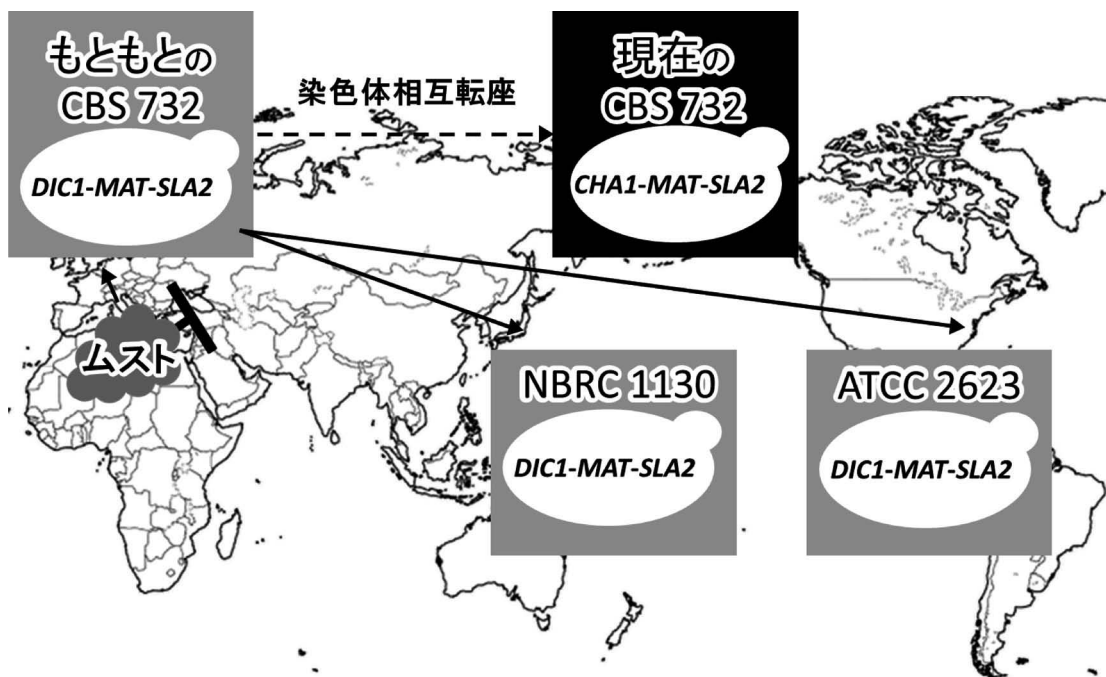 もともとの
CBS 732
DIC1-MAT-SLA2
染色体相互転座
現在の
CBS 732
CHA1-MAT-SLA2
ムスト
NBRC 1130
DIC1-MAT-SLA2
ATCC 2623
DIC1-MAT-SLA2